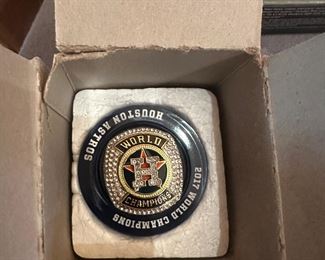 HOUSTON ASTROS
WORLD
H
CHAMPIONS
2017 WORLD CHAMPIONS